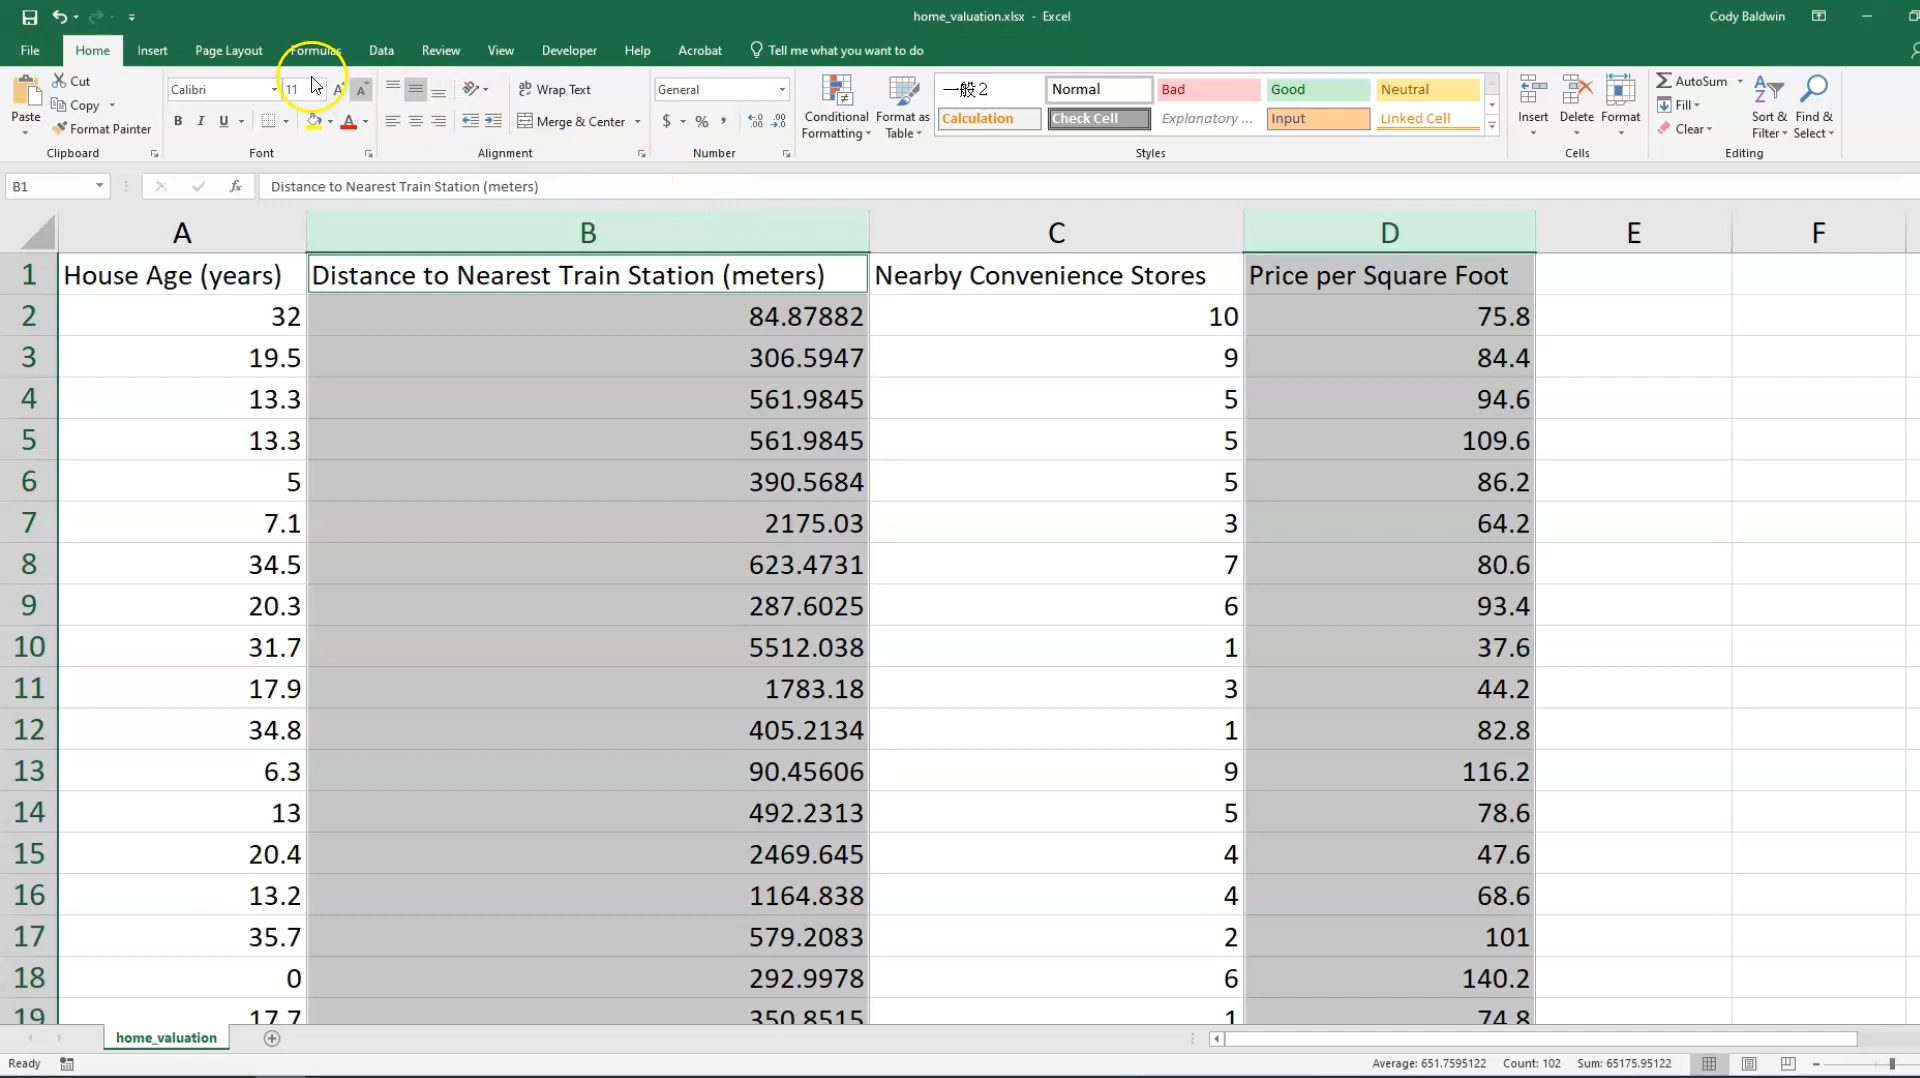 home_valuation.xlsx - Excel
Cody Baldwin
File Home Insert Page Layout Formulas Data Review View Developer Help Acrobat Tell me what you want to do
Paste
Cut
Copy
Format Painter
Clipboard
Calibri 11
B I U
Font
Wrap Text
Merge & Center
Alignment
General
$ % ,
Number
Conditional Formatting
Format as Table
一般 2 Normal Bad Good Neutral
Calculation Check Cell Explanatory ... Input Linked Cell
Styles
Insert Delete Format
Cells
AutoSum
Fill
Clear
Sort & Filter
Find & Select
Editing
B1 fx Distance to Nearest Train Station (meters)
A B C D E F
1 House Age (years) Distance to Nearest Train Station (meters) Nearby Convenience Stores Price per Square Foot
2 32 84.87882 10 75.8
3 19.5 306.5947 9 84.4
4 13.3 561.9845 5 94.6
5 13.3 561.9845 5 109.6
6 5 390.5684 5 86.2
7 7.1 2175.03 3 64.2
8 34.5 623.4731 7 80.6
9 20.3 287.6025 6 93.4
10 31.7 5512.038 1 37.6
11 17.9 1783.18 3 44.2
12 34.8 405.2134 1 82.8
13 6.3 90.45606 9 116.2
14 13 492.2313 5 78.6
15 20.4 2469.645 4 47.6
16 13.2 1164.838 4 68.6
17 35.7 579.2083 2 101
18 0 292.9978 6 140.2
19 17.7 350.8515 1 74.8
home_valuation
Ready Average: 651.7595122 Count: 102 Sum: 65175.95122